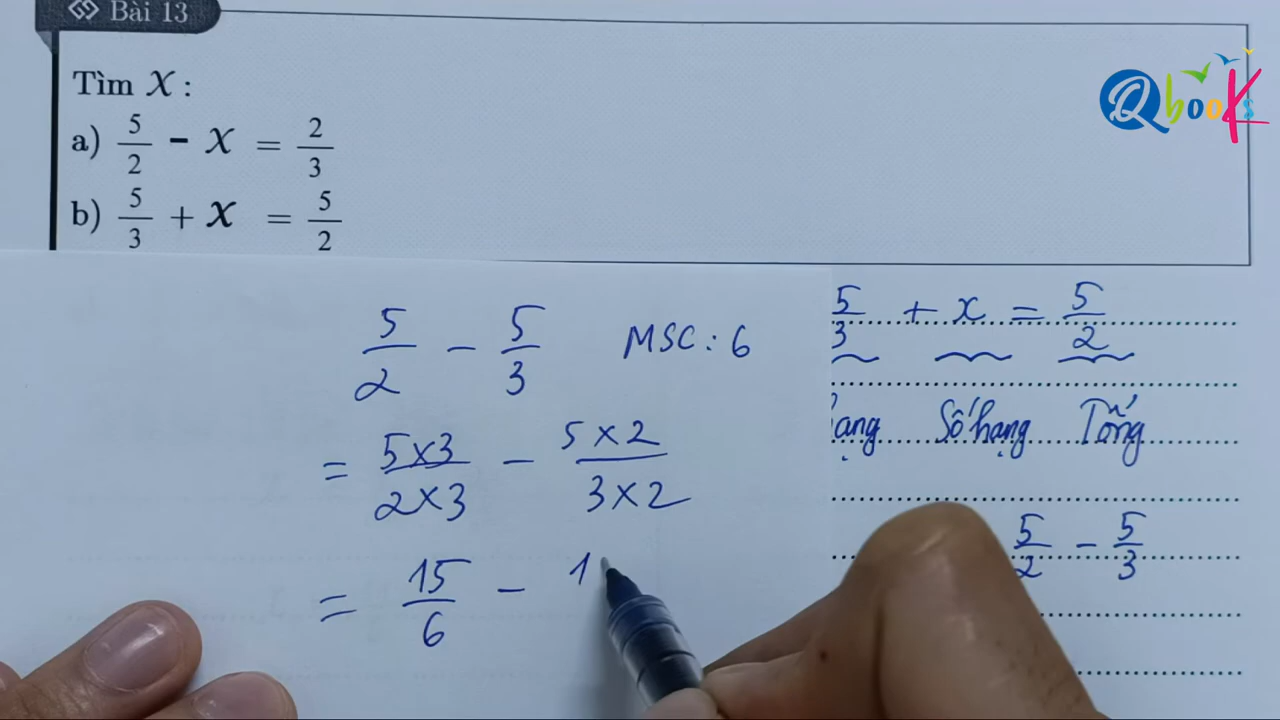 Bài 13
Qbooks
Tìm X :
a) 5/2 - X = 2/3
b) 5/3 + X = 5/2
5/2 - 5/3 MSC : 6
= 5×3/2×3 - 5×2/3×2
= 15/6 - 1
5/3 + x = 5/2
Số hạng Tổng
5/2 - 5/3